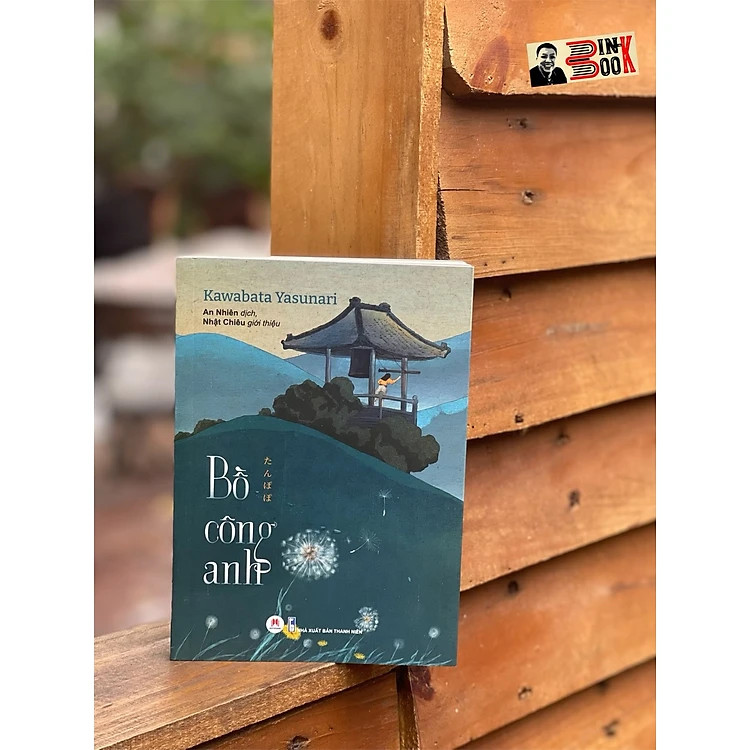 BIN
BOOK
Kawabata Yasunari
An Nhiên dịch,
Nhật Chiêu giới thiệu
たんぽぽ
Bồ
công
anh
NHÀ XUẤT BẢN THANH NIÊN